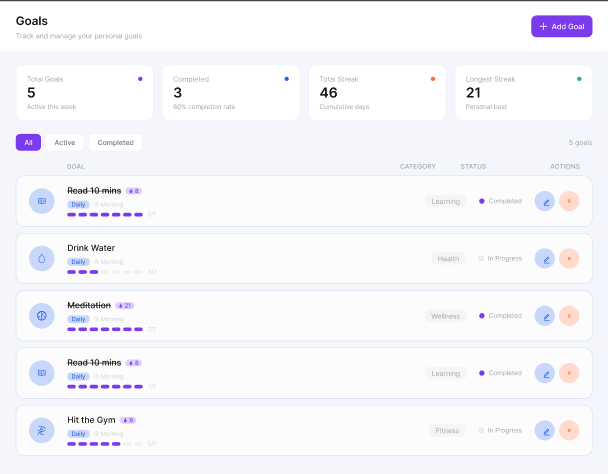 Goals
Track and manage your personal goals
Add Goal
Total Goals
5
Active this week
Completed
3
60% completion rate
Total Streak
46
Cumulative days
Longest Streak
21
Personal best
All
Active
Completed
5 goals
GOAL
CATEGORY
STATUS
ACTIONS
Read 10 mins
8
Daily
Morning
7/7
Learning
Completed
Drink Water
Daily
Morning
3/7
Health
In Progress
Meditation
21
Daily
Morning
7/7
Wellness
Completed
Read 10 mins
8
Daily
Morning
7/7
Learning
Completed
Hit the Gym
9
Daily
Morning
5/7
Fitness
In Progress